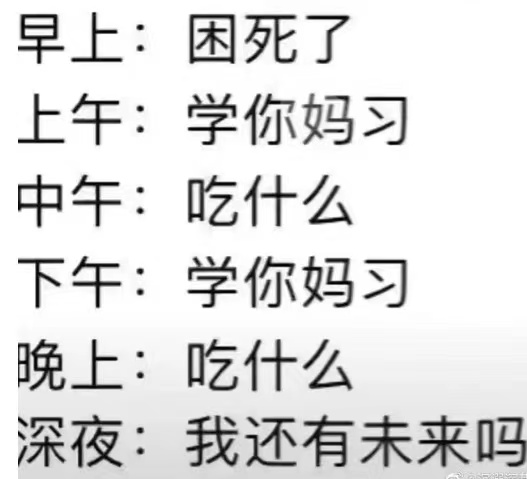 早上：困死了
上午：学你妈习
中午：吃什么
下午：学你妈习
晚上：吃什么
深夜：我还有未来吗